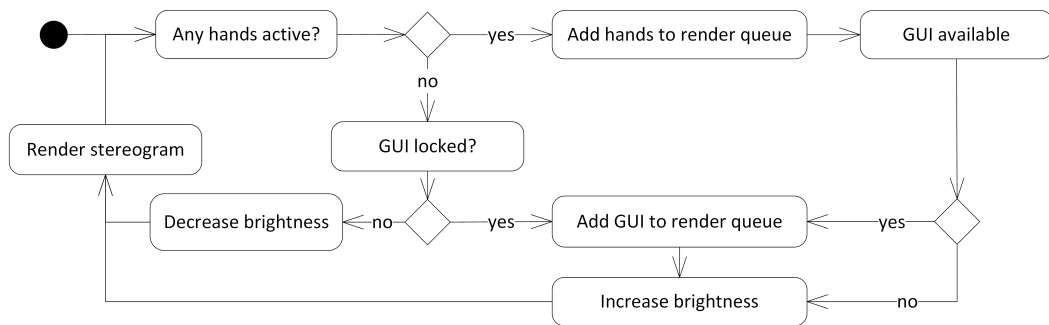 Any hands active?
yes
Add hands to render queue
GUI available
no
Render stereogram
GUI locked?
Decrease brightness
no
yes
Add GUI to render queue
yes
Increase brightness
no